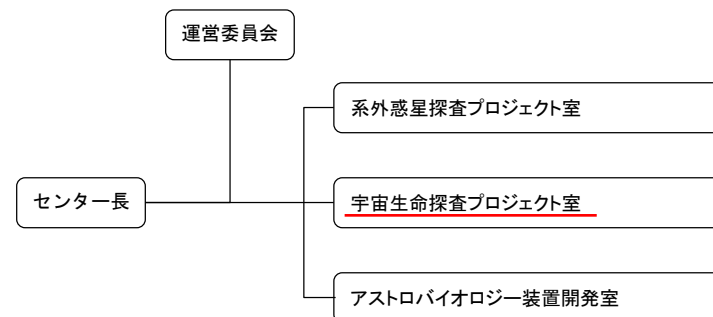 運営委員会
系外惑星探査プロジェクト室
センター長
宇宙生命探査プロジェクト室
アストロバイオロジー装置開発室